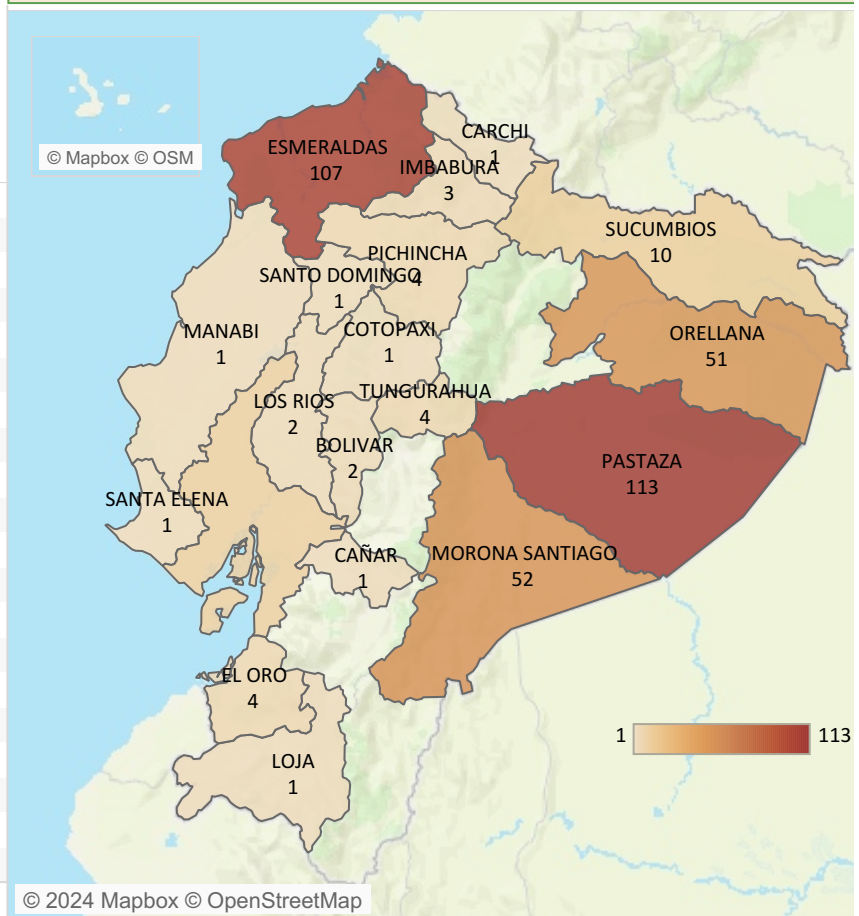 © Mapbox © OSM
CARCHI
1
ESMERALDAS
107
IMBABURA
3
SUCUMBIOS
10
PICHINCHA
4
SANTO DOMINGO
1
MANABI
1
COTOPAXI
1
ORELLANA
51
TUNGURAHUA
4
LOS RIOS
2
BOLIVAR
2
PASTAZA
113
SANTA ELENA
1
CAÑAR
1
MORONA SANTIAGO
52
EL ORO
4
1 113
LOJA
1
© 2024 Mapbox © OpenStreetMap